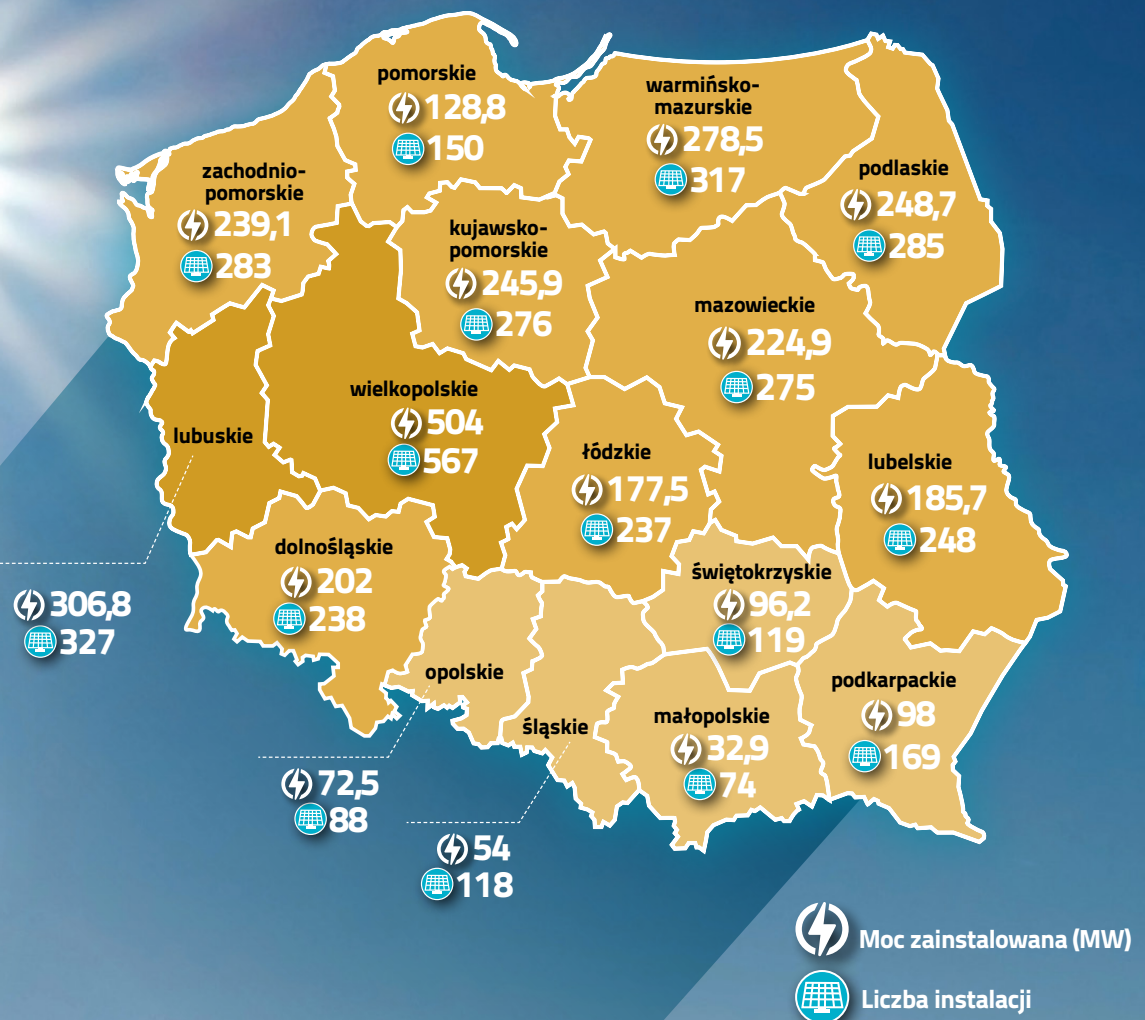 pomorskie
128,8
150
warmińsko-
mazurskie
278,5
317
podlaskie
248,7
285
zachodnio-
pomorskie
239,1
283
kujawsko-
pomorskie
245,9
276
mazowieckie
224,9
275
wielkopolskie
504
567
lubuskie
306,8
327
łódzkie
177,5
237
lubelskie
185,7
248
dolnośląskie
202
238
świętokrzyskie
96,2
119
opolskie
72,5
88
śląskie
54
118
małopolskie
32,9
74
podkarpackie
98
169
Moc zainstalowana (MW)
Liczba instalacji